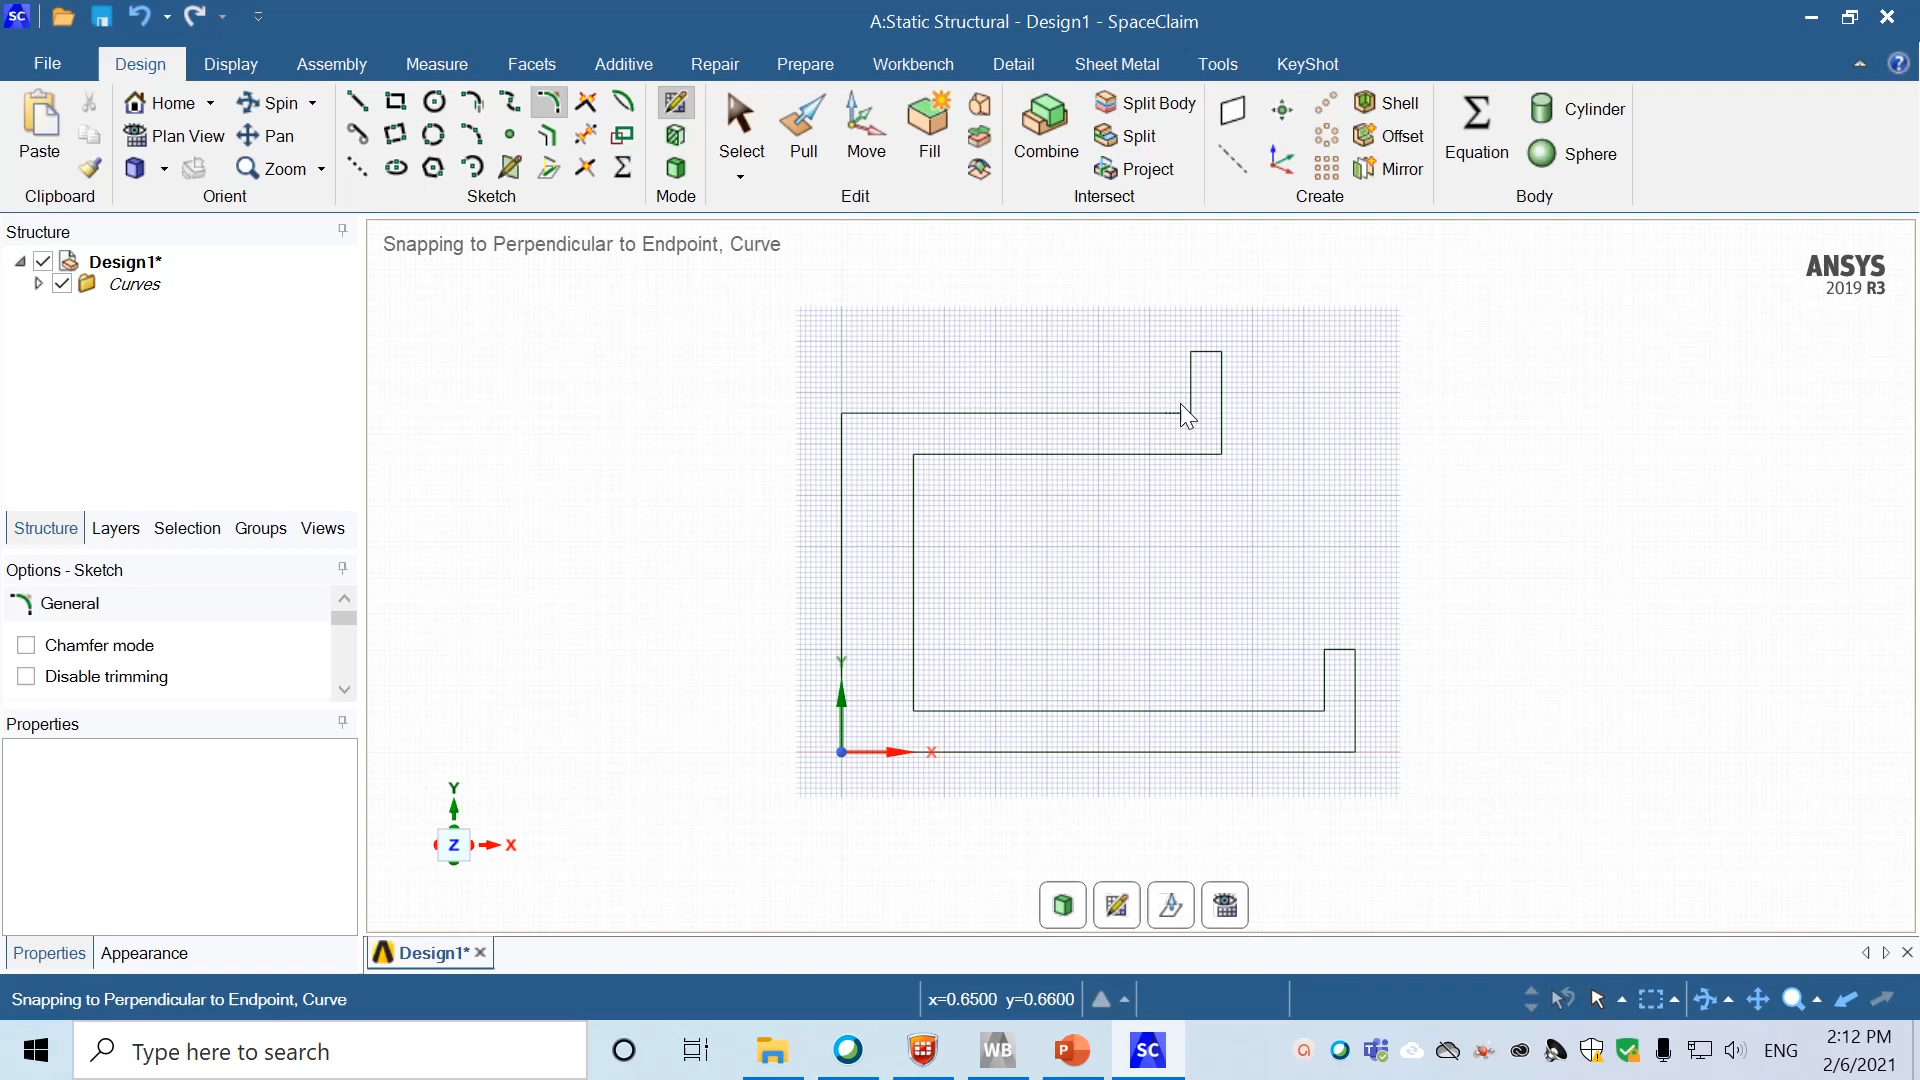 SC
A:Static Structural - Design1 - SpaceClaim
File Design Display Assembly Measure Facets Additive Repair Prepare Workbench Detail Sheet Metal Tools KeyShot
Paste
Clipboard
Home Spin
Plan View Pan
Zoom
Orient
Sketch
Mode
Select Pull Move Fill
Edit
Combine
Split Body
Split
Project
Intersect
Shell
Offset
Mirror
Create
Equation
Cylinder
Sphere
Body
Structure
Design1*
Curves
Structure Layers Selection Groups Views
Options - Sketch
General
Chamfer mode
Disable trimming
Properties
Properties Appearance
Snapping to Perpendicular to Endpoint, Curve
ANSYS
2019 R3
Y
X
Y
Z X
Design1*
Snapping to Perpendicular to Endpoint, Curve
x=0.6500 y=0.6600
Type here to search
WB
P
SC
a
ENG
2:12 PM
2/6/2021